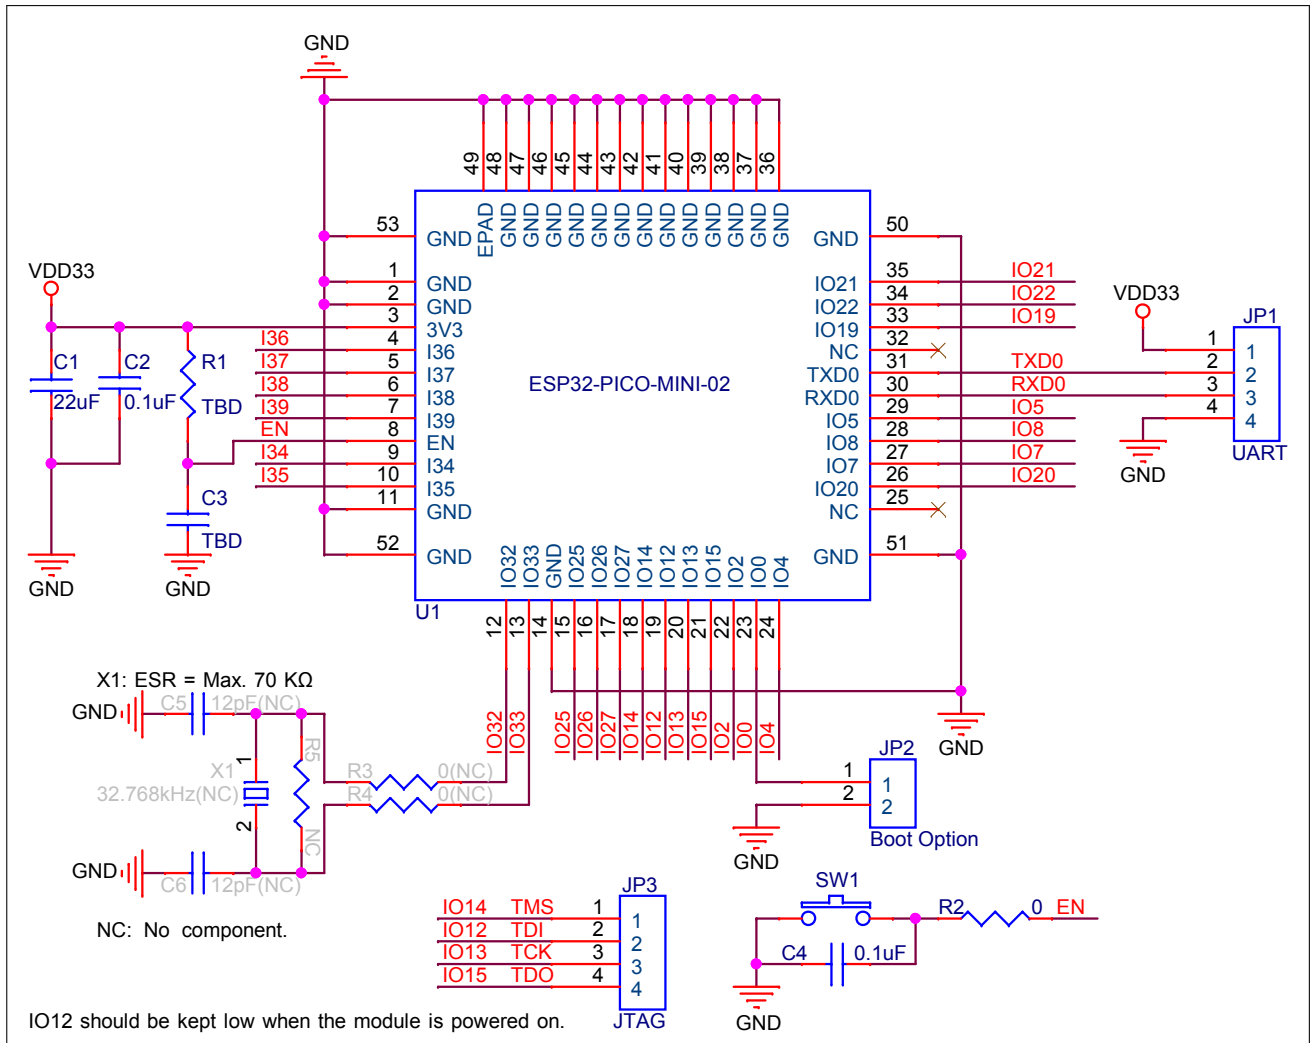 GND
49 48 47 46 45 44 43 42 41 40 39 38 37 36
EPAD GND GND GND GND GND GND GND GND GND GND GND GND GND
53 GND
GND 50
VDD33
1 GND
2 GND
3 3V3
I36 4 I36
I37 5 I37
I38 6 I38
I39 7 I39
EN 8 EN
I34 9 I34
I35 10 I35
11 GND
52 GND
C1
22uF
C2
0.1uF
R1
TBD
C3
TBD
GND
GND
ESP32-PICO-MINI-02
U1
IO21 35 IO21
IO22 34 IO22
IO19 33 IO19
NC 32
TXD0 31 TXD0
RXD0 30 RXD0
IO5 29 IO5
IO8 28 IO8
IO7 27 IO7
IO20 26 IO20
NC 25
GND 51
VDD33
JP1
1 1
2 2
3 3
4 4
GND
UART
IO32 IO33 GND IO25 IO26 IO27 IO14 IO12 IO13 IO15 IO2 IO0 IO4
12 13 14 15 16 17 18 19 20 21 22 23 24
IO32 IO33 IO25 IO26 IO27 IO14 IO12 IO13 IO15 IO2 IO0 IO4
GND
X1: ESR = Max. 70 KΩ
GND C5 12pF(NC)
X1
32.768kHz(NC)
1
2
R5
NC
R3 0(NC)
R4 0(NC)
GND C6 12pF(NC)
NC: No component.
JP2
1 1
2 2
GND
Boot Option
JP3
IO14 TMS 1 1
IO12 TDI 2 2
IO13 TCK 3 3
IO15 TDO 4 4
JTAG
SW1
R2 0 EN
C4 0.1uF
GND
IO12 should be kept low when the module is powered on.